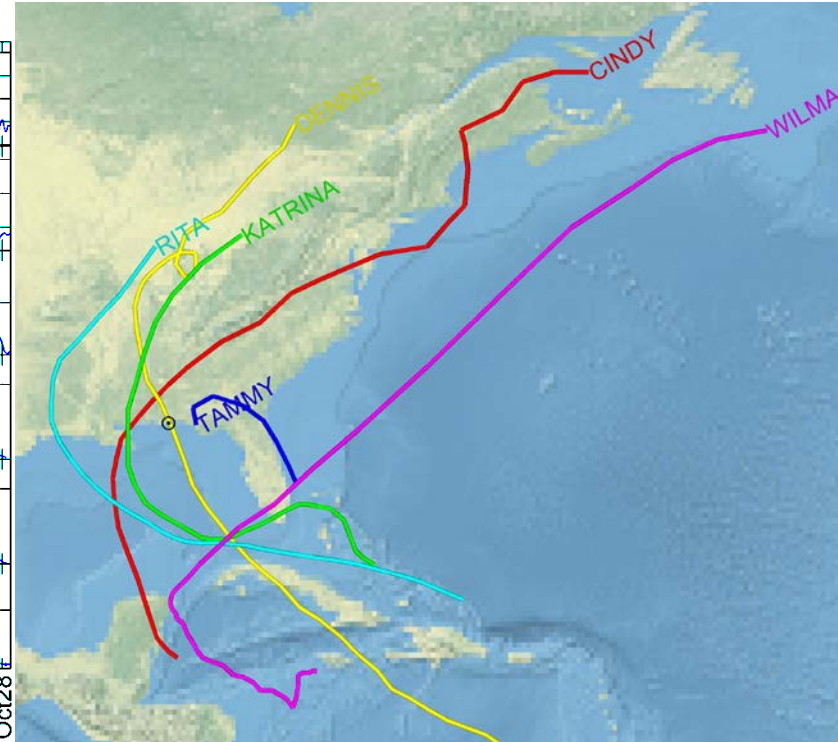 CINDY
DENNIS
WILMA
KATRINA
RITA
TAMMY
Oct28